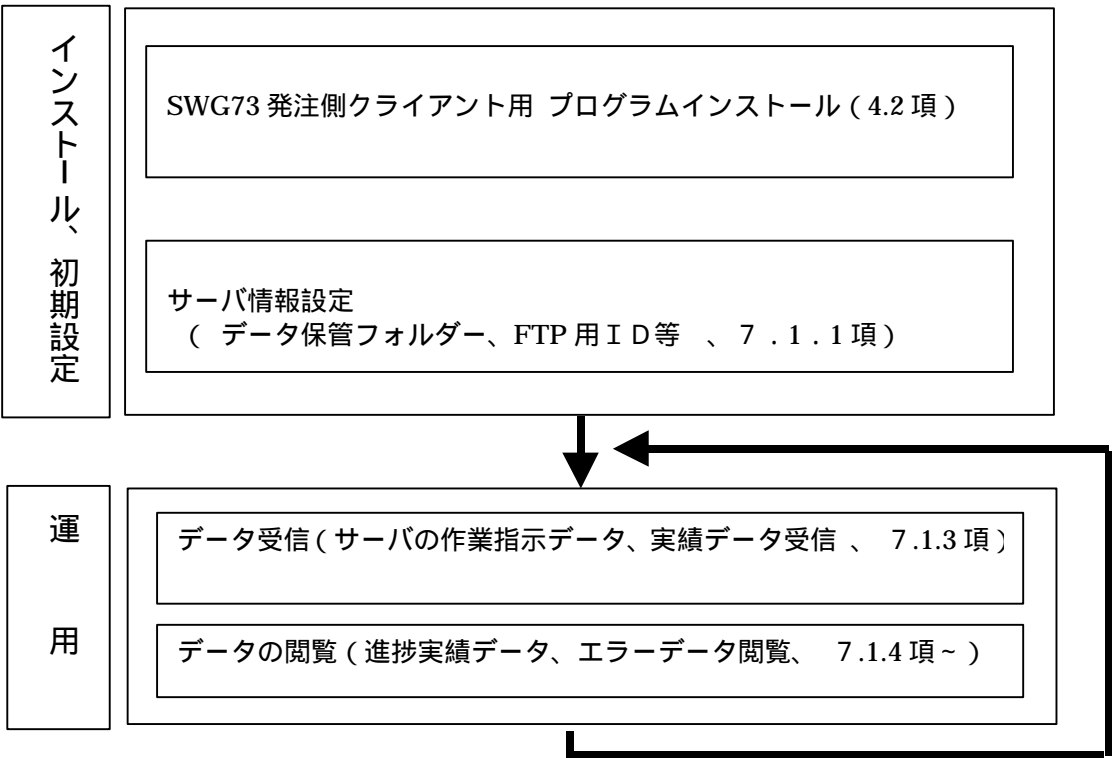 インストール、初期設定
SWG73 発注側クライアント用 プログラムインストール ( 4.2 項 )
サーバ情報設定
( データ保管フォルダー、FTP 用ＩＤ等 、７．１．１項 )
運用
データ受信 ( サーバの作業指示データ、実績データ受信 、 ７.1.3 項 )
データの閲覧 ( 進捗実績データ、エラーデータ閲覧、 ７.1.4 項 ~ )